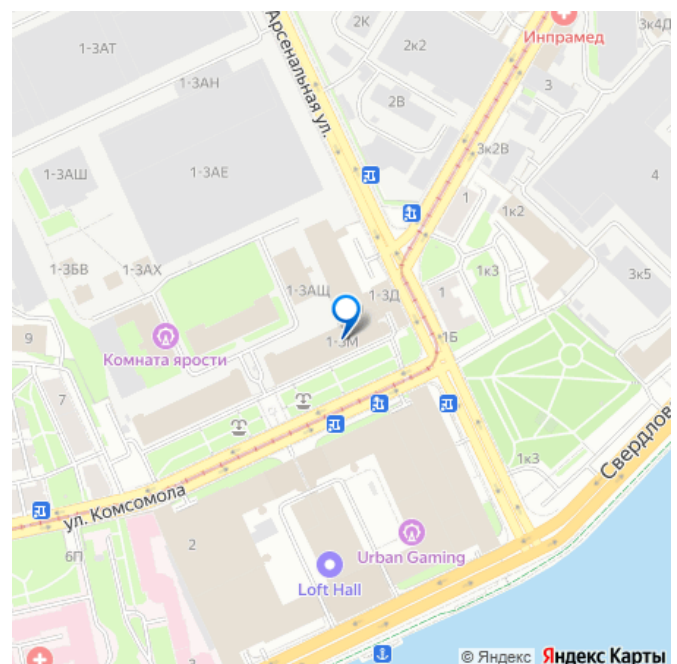 2К
3к4Д
Инпрамед
1-3АТ
2к2
Арсенальная ул.
1-3АН
3
2В
3к2В
1-3АШ
1-3АЕ
4
1
1к2
1-3БВ
1-3АХ
1к3
3к5
1-3АЩ
1-3Д
1
9
1-3М
1Б
Комната ярости
7
1к3
Свердлов
ул. Комсомола
6П
2
Urban Gaming
Loft Hall
3
© Яндекс Яндекс Карты